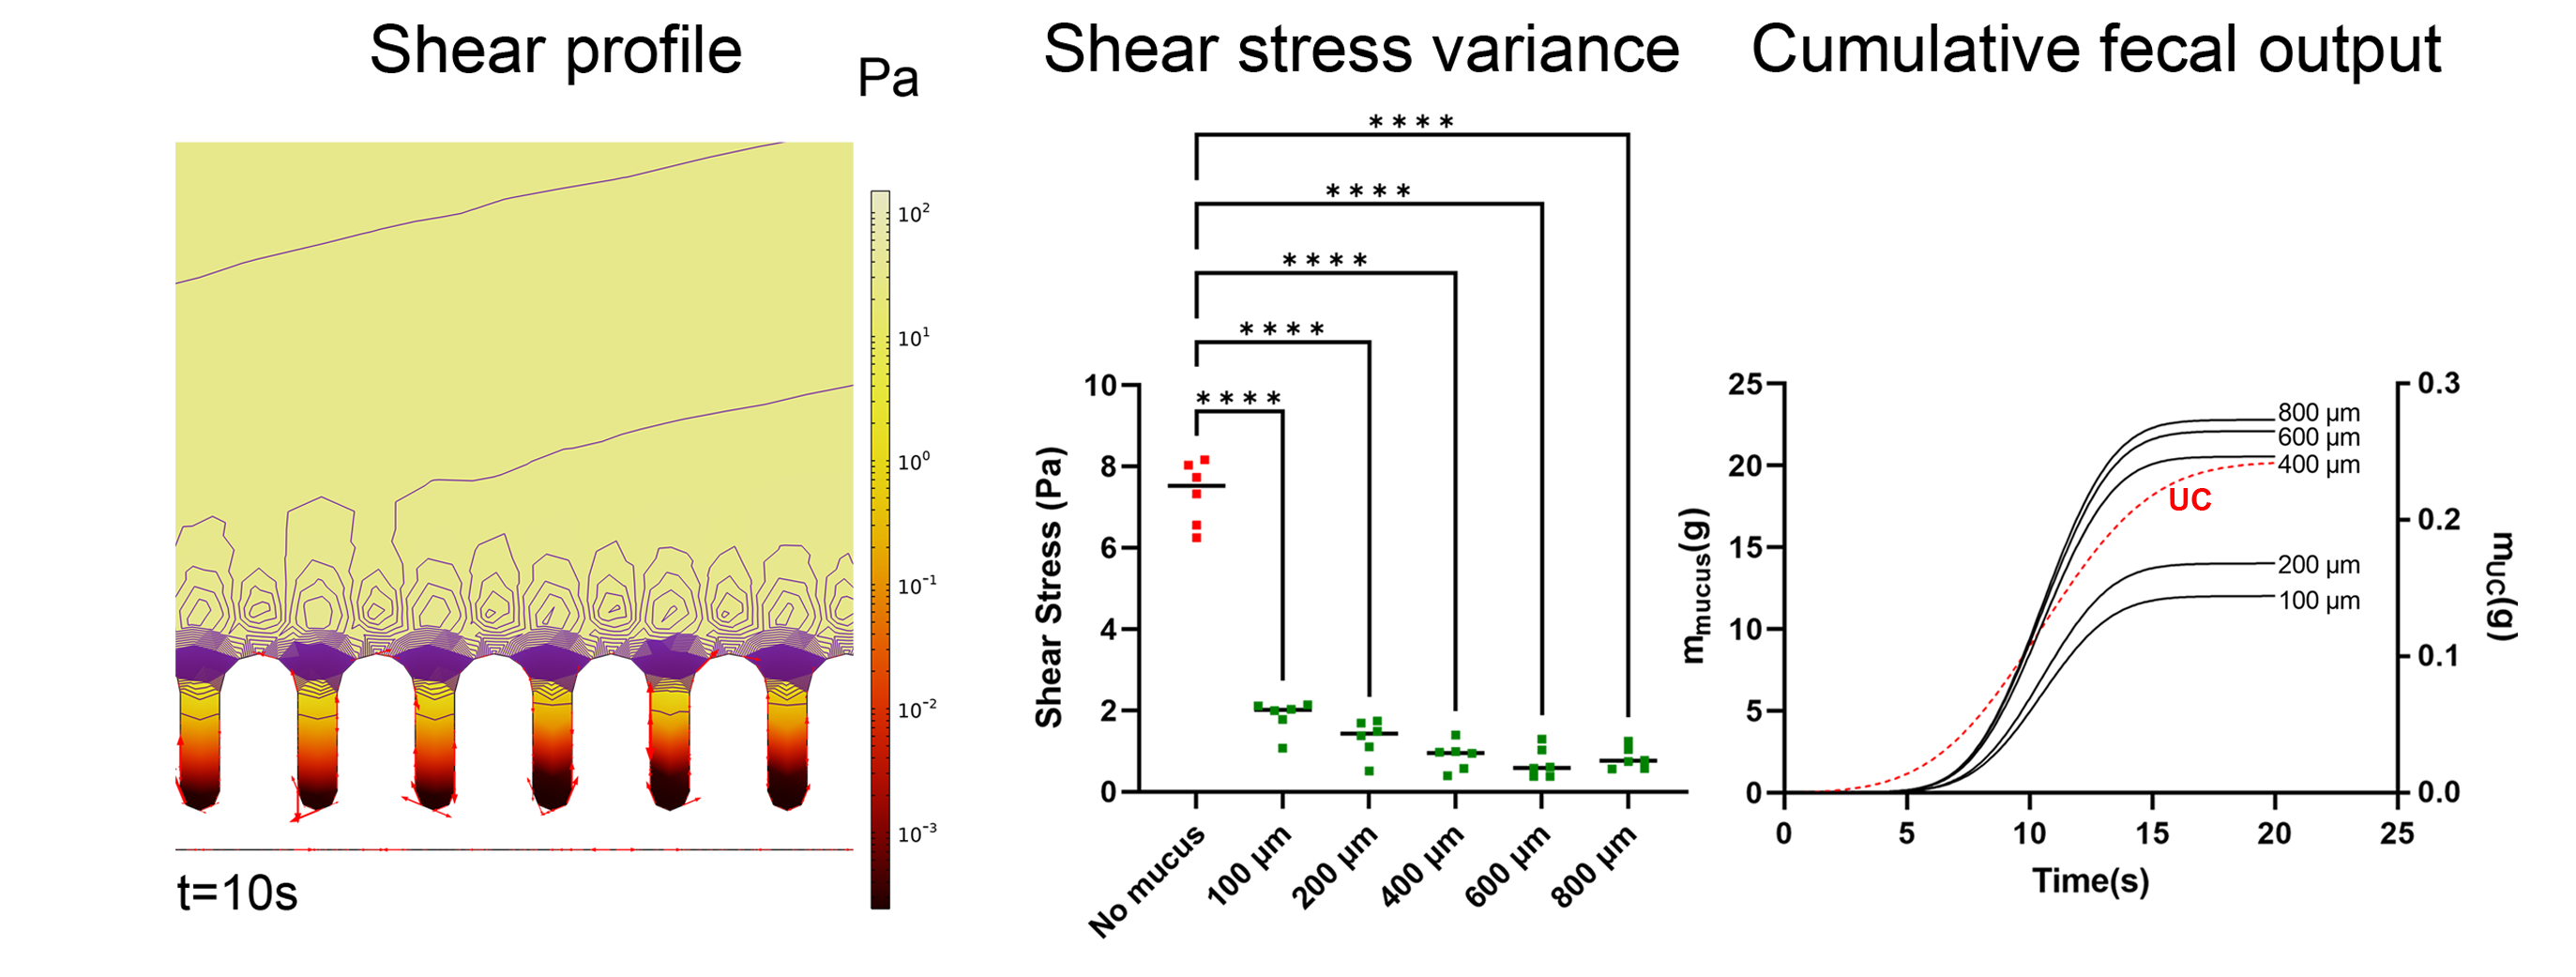 Shear profile
Pa
10²
10¹
10⁰
10⁻¹
10⁻²
10⁻³
t=10s
Shear stress variance
****
****
****
****
****
Shear Stress (Pa)
10
8
6
4
2
0
No mucus
100 µm
200 µm
400 µm
600 µm
800 µm
Cumulative fecal output
mmucus(g)
25
20
15
10
5
0
800 µm
600 µm
400 µm
UC
200 µm
100 µm
0.3
0.2
0.1
0.0
mUC(g)
0 5 10 15 20 25
Time(s)